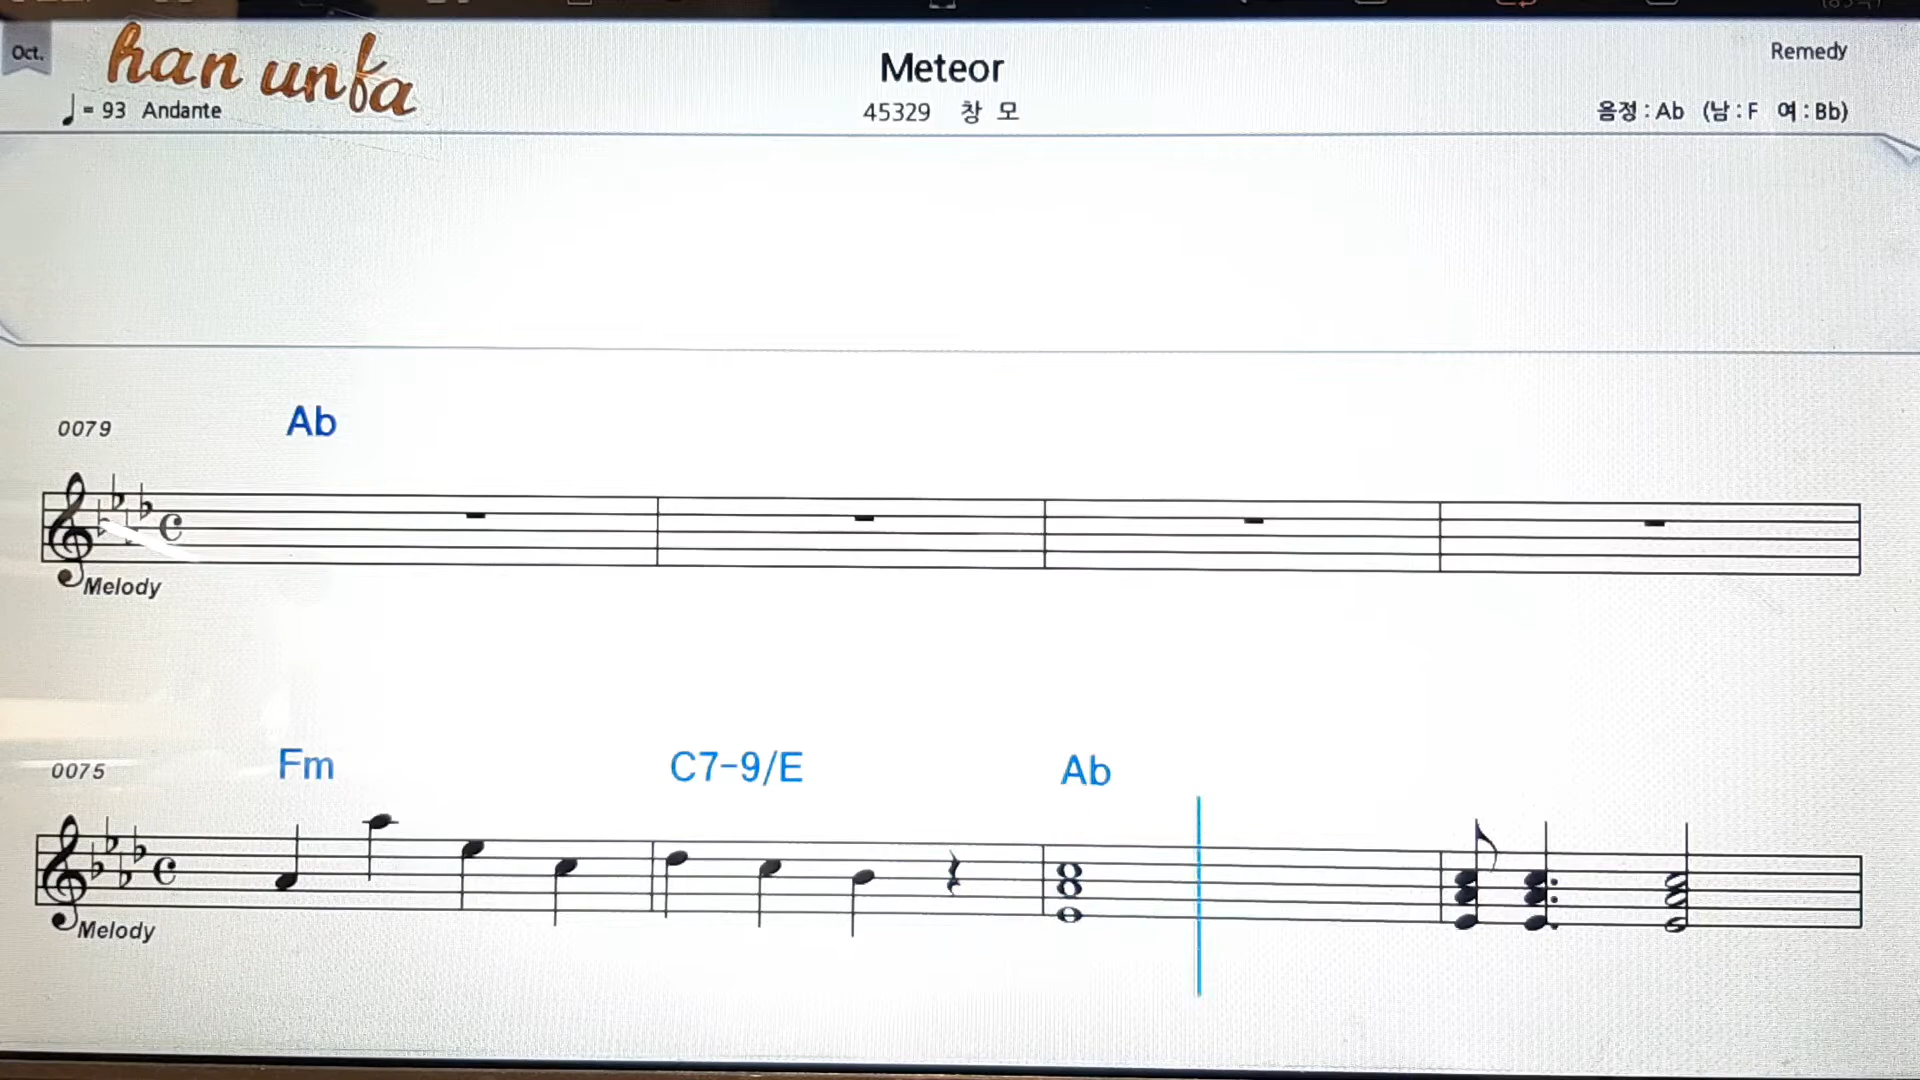 Oct.
han unfa
Meteor
Remedy
= 93 Andante
45329 창 모
음정 : Ab (남 : F 여 : Bb)
0079
Ab
Melody
0075
Fm
C7-9/E
Ab
Melody